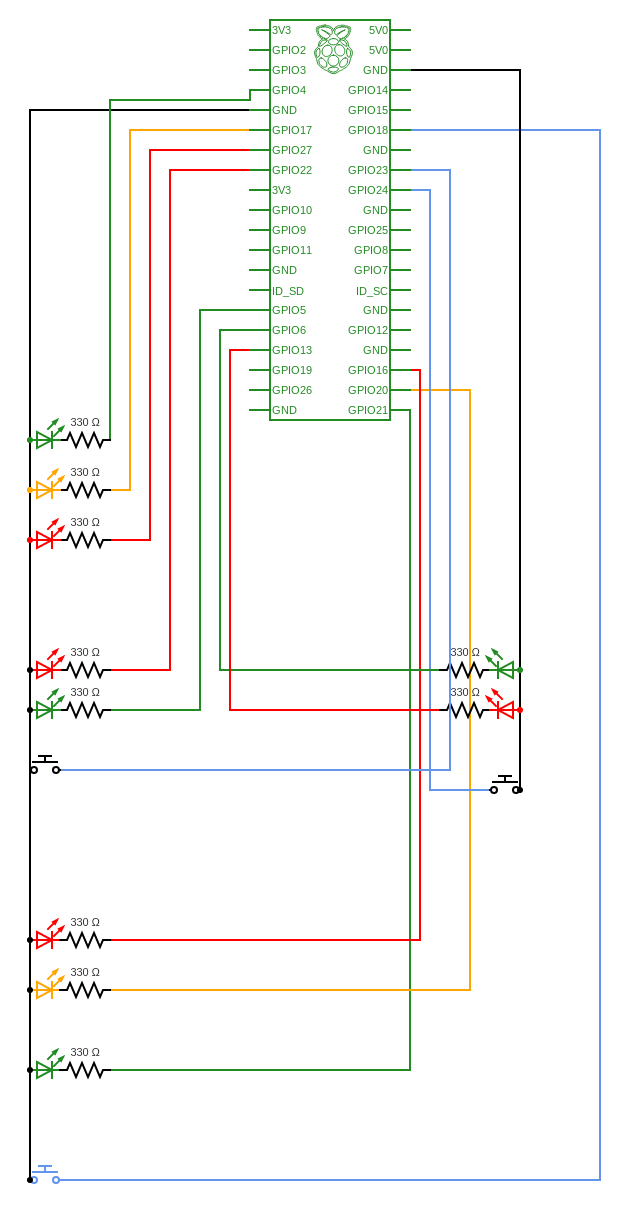 3V3 5V0
GPIO2 5V0
GPIO3 GND
GPIO4 GPIO14
GND GPIO15
GPIO17 GPIO18
GPIO27 GND
GPIO22 GPIO23
3V3 GPIO24
GPIO10 GND
GPIO9 GPIO25
GPIO11 GPIO8
GND GPIO7
ID_SD ID_SC
GPIO5 GND
GPIO6 GPIO12
GPIO13 GND
GPIO19 GPIO16
GPIO26 GPIO20
GND GPIO21
330 Ω
330 Ω
330 Ω
330 Ω 330 Ω
330 Ω 330 Ω
330 Ω
330 Ω
330 Ω